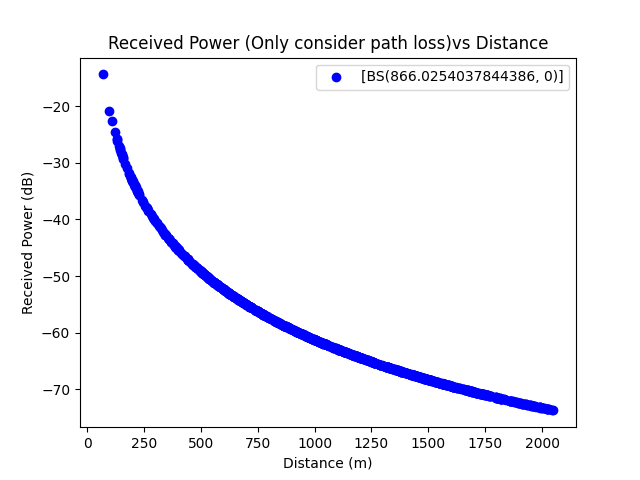 Received Power (Only consider path loss)vs Distance
[BS(866.0254037844386, 0)]
Received Power (dB)
−20
−30
−40
−50
−60
−70
0 250 500 750 1000 1250 1500 1750 2000
Distance (m)